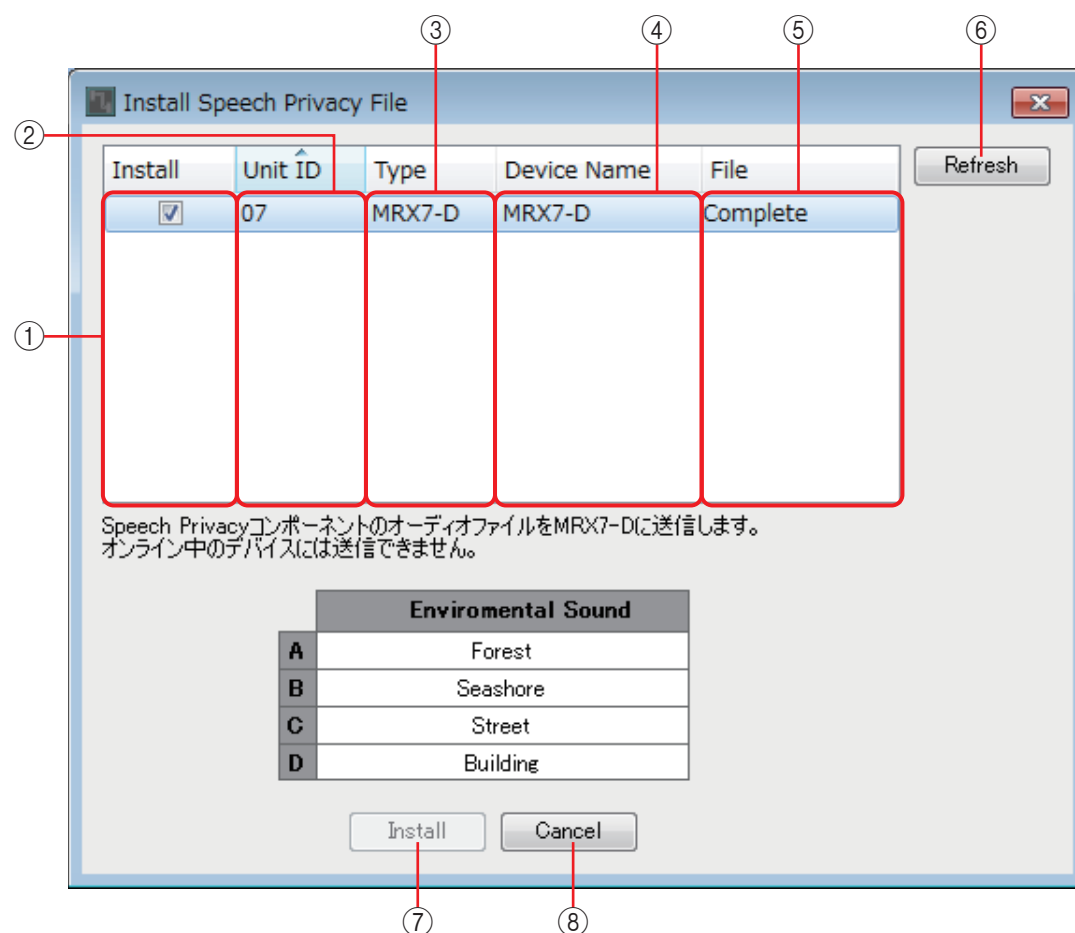 ③ ④ ⑤ ⑥
Install Speech Privacy File
②
Install Unit ID Type Device Name File Refresh
07 MRX7-D MRX7-D Complete
①
Speech PrivacyコンポーネントのオーディオファイルをMRX7-Dに送信します。
オンライン中のデバイスには送信できません。
Enviromental Sound
A Forest
B Seashore
C Street
D Building
Install Cancel
⑦ ⑧